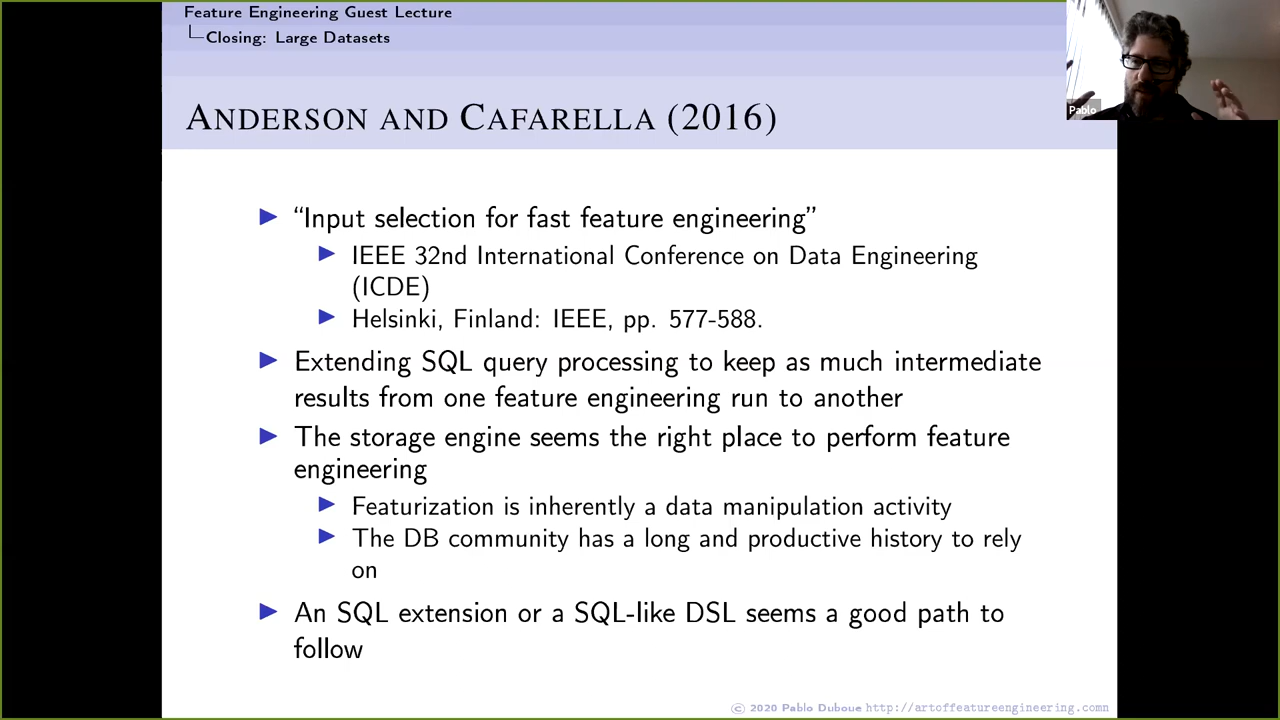 Feature Engineering Guest Lecture
Closing: Large Datasets
Pablo
ANDERSON AND CAFARELLA (2016)
“Input selection for fast feature engineering”
IEEE 32nd International Conference on Data Engineering
(ICDE)
Helsinki, Finland: IEEE, pp. 577-588.
Extending SQL query processing to keep as much intermediate
results from one feature engineering run to another
The storage engine seems the right place to perform feature
engineering
Featurization is inherently a data manipulation activity
The DB community has a long and productive history to rely
on
An SQL extension or a SQL-like DSL seems a good path to
follow
© 2020 Pablo Duboue http://artoffeatureengineering.comm